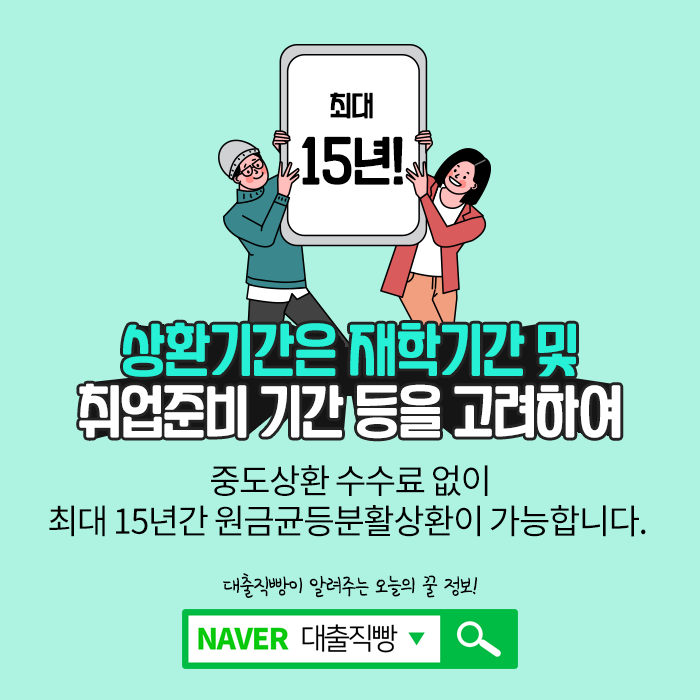 최대
15년!
상환기간은 재학기간 및
취업준비 기간 등을 고려하여
중도상환 수수료 없이
최대 15년간 원금균등분활상환이 가능합니다.
대출직빵이 알려주는 오늘의 꿀 정보!
NAVER 대출직빵